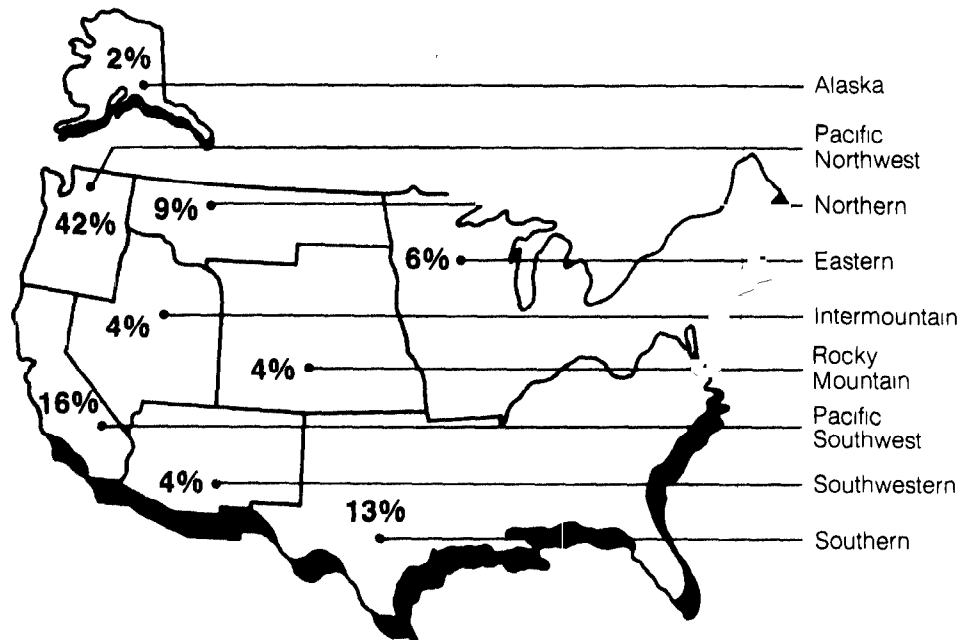 2%
Alaska
Pacific
Northwest
42%
9%
Northern
6%
Eastern
4%
Intermountain
4%
Rocky
Mountain
16%
Pacific
Southwest
4%
Southwestern
13%
Southern